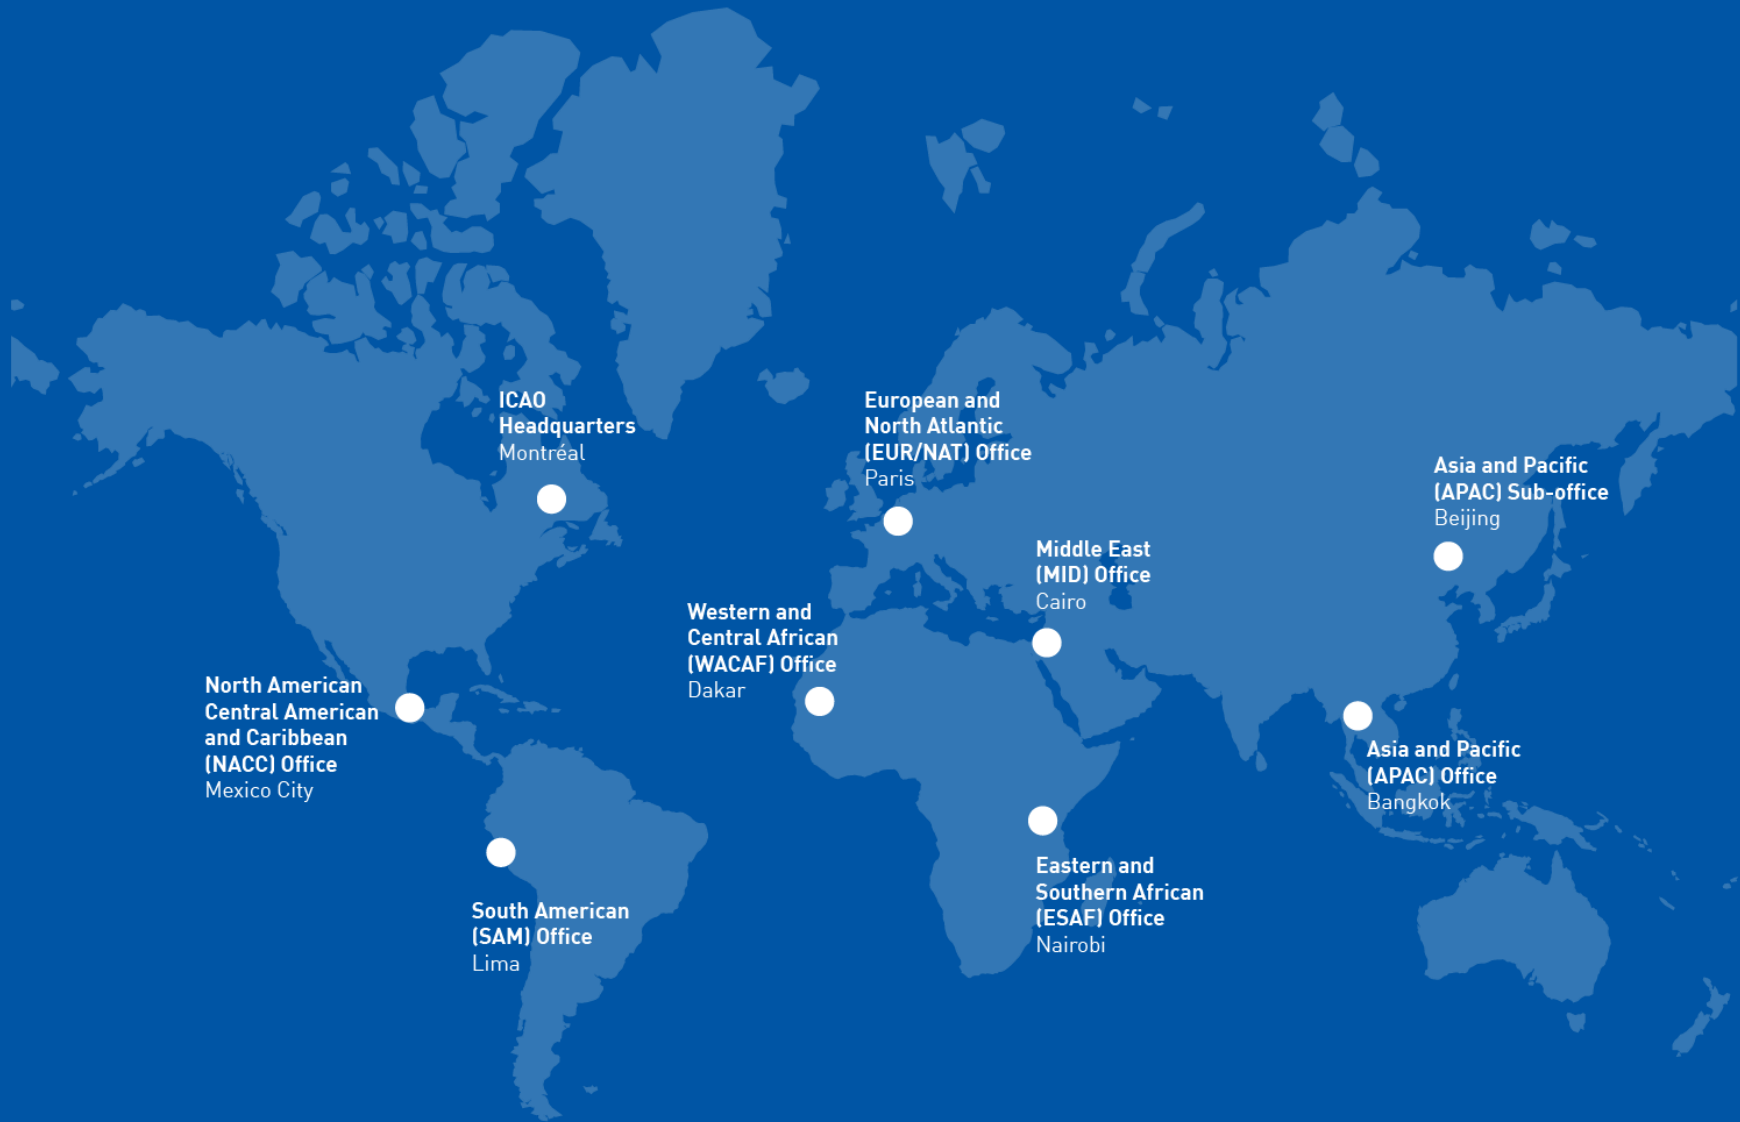 ICAO
Headquarters
Montréal
European and
North Atlantic
(EUR/NAT) Office
Paris
Asia and Pacific
(APAC) Sub-office
Beijing
Middle East
(MID) Office
Cairo
Western and
Central African
(WACAF) Office
Dakar
North American
Central American
and Caribbean
(NACC) Office
Mexico City
Asia and Pacific
(APAC) Office
Bangkok
Eastern and
Southern African
(ESAF) Office
Nairobi
South American
(SAM) Office
Lima